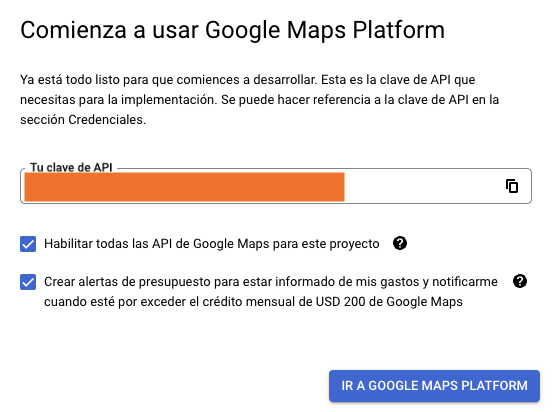 Comienza a usar Google Maps Platform
Ya está todo listo para que comiences a desarrollar. Esta es la clave de API que
necesitas para la implementación. Se puede hacer referencia a la clave de API en la
sección Credenciales.
Tu clave de API
Habilitar todas las API de Google Maps para este proyecto
Crear alertas de presupuesto para estar informado de mis gastos y notificarme
cuando esté por exceder el crédito mensual de USD 200 de Google Maps
IR A GOOGLE MAPS PLATFORM